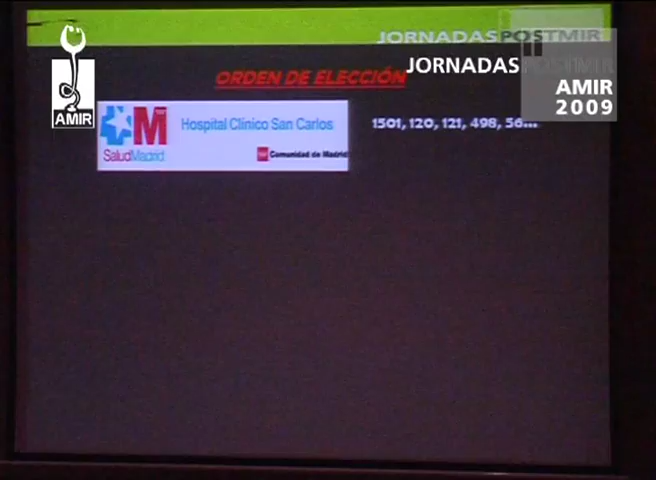 JORNADAS POSTMIR
JORNADAS POSTMIR
AMIR
2009
AMIR
ORDEN DE ELECCIÓN
M
SaludMadrid
Hospital Clínico San Carlos
Comunidad de Madrid
1501, 120, 121, 498, 56...